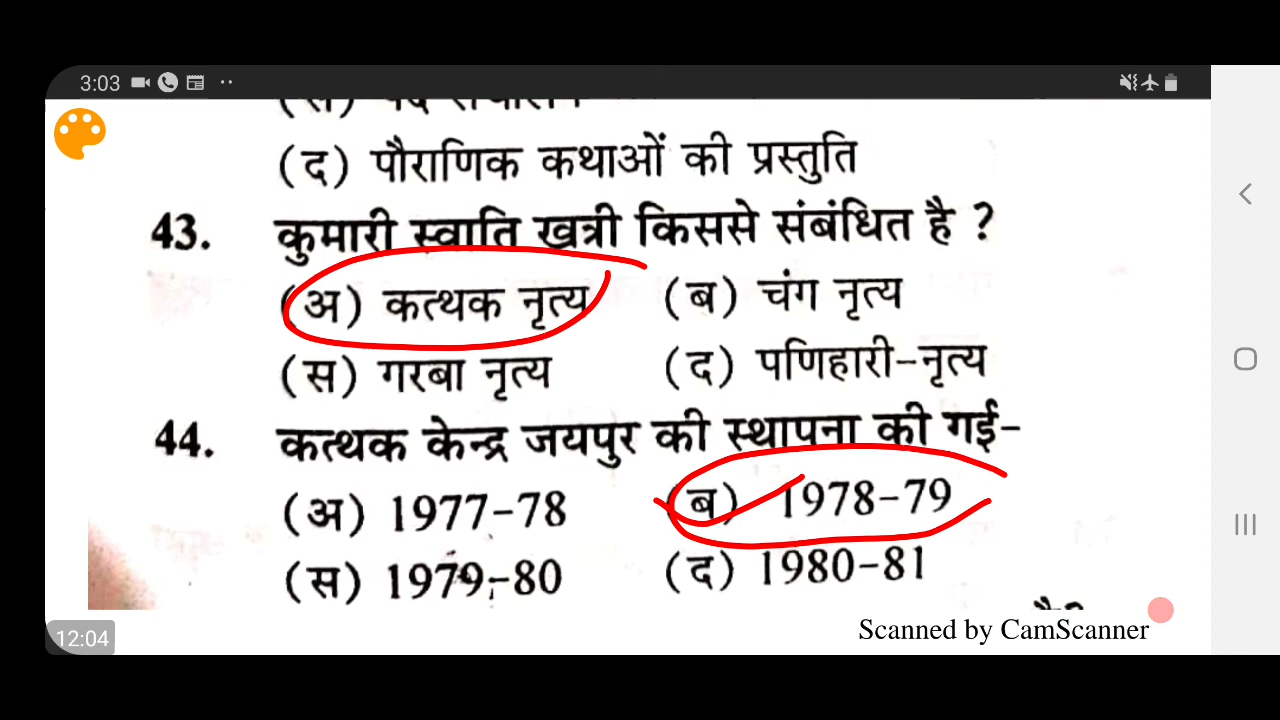 3:03
(द) पौराणिक कथाओं की प्रस्तुति
43. कुमारी स्वाति खत्री किससे संबंधित है ?
(अ) कत्थक नृत्य (ब) चंग नृत्य
(स) गरबा नृत्य (द) पणिहारी-नृत्य
44. कत्थक केन्द्र जयपुर की स्थापना की गई-
(अ) 1977-78 (ब) 1978-79
(स) 1979-80 (द) 1980-81
Scanned by CamScanner
12:04